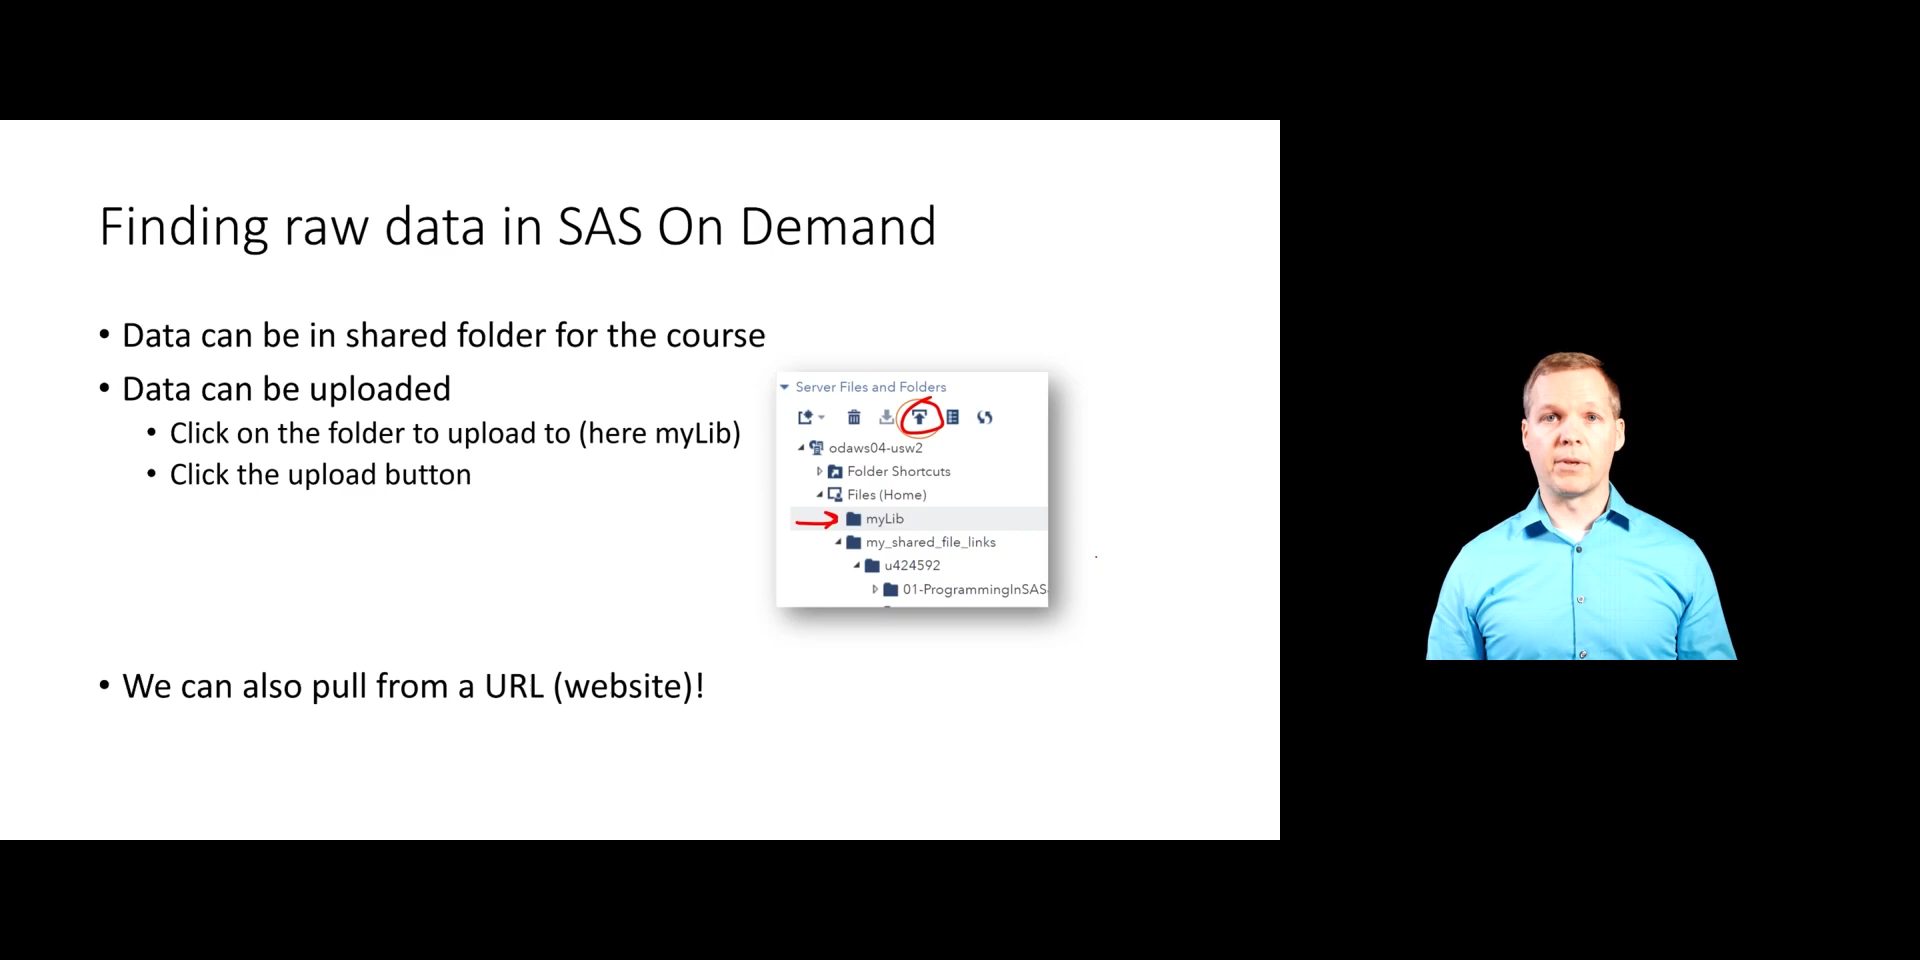 Finding raw data in SAS On Demand
• Data can be in shared folder for the course
• Data can be uploaded
• Click on the folder to upload to (here myLib)
• Click the upload button
Server Files and Folders
odaws04-usw2
Folder Shortcuts
Files (Home)
myLib
my_shared_file_links
u424592
01-ProgrammingInSAS
• We can also pull from a URL (website)!